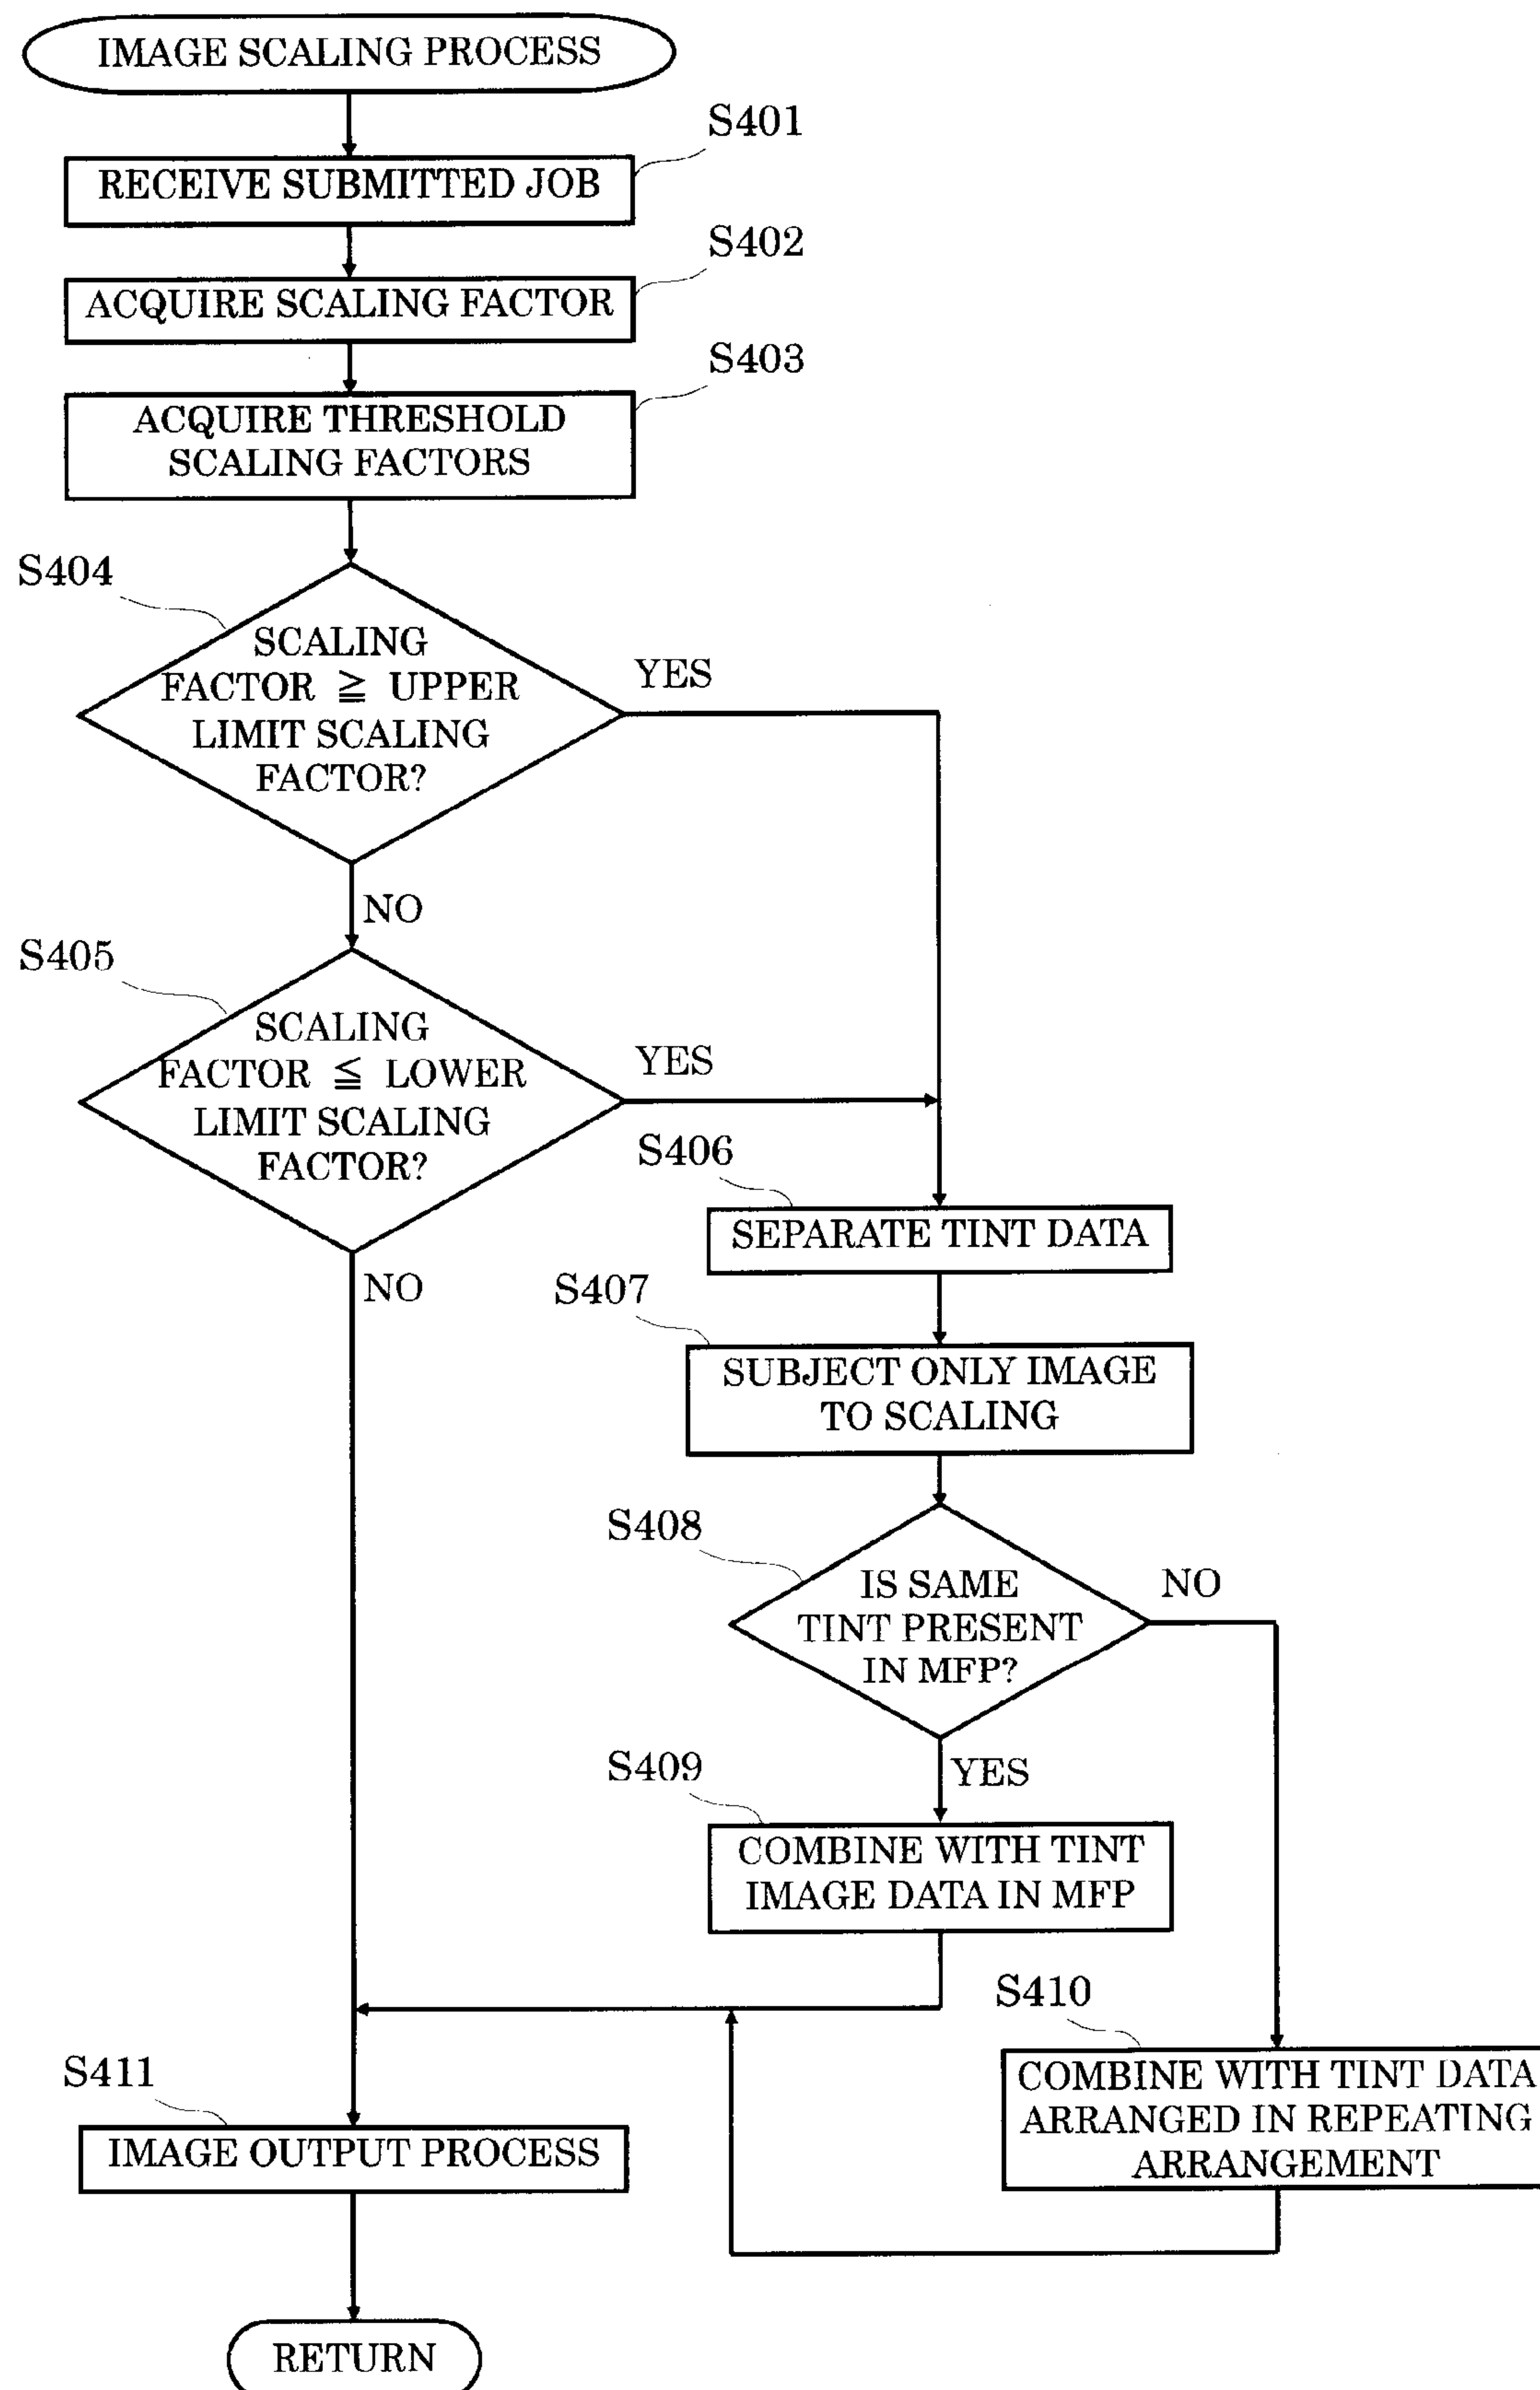 IMAGE SCALING PROCESS
S401
RECEIVE SUBMITTED JOB
S402
ACQUIRE SCALING FACTOR
S403
ACQUIRE THRESHOLD
SCALING FACTORS
S404
SCALING
FACTOR ≧ UPPER
LIMIT SCALING
FACTOR?
YES
NO
S405
SCALING
FACTOR ≦ LOWER
LIMIT SCALING
FACTOR?
YES
NO
S406
SEPARATE TINT DATA
S407
SUBJECT ONLY IMAGE
TO SCALING
S408
IS SAME
TINT PRESENT
IN MFP?
NO
YES
S409
COMBINE WITH TINT
IMAGE DATA IN MFP
S410
COMBINE WITH TINT DATA
ARRANGED IN REPEATING
ARRANGEMENT
S411
IMAGE OUTPUT PROCESS
RETURN